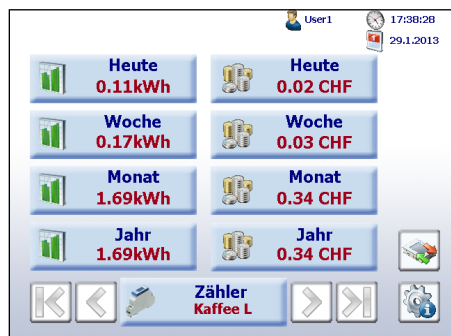 User1
17:38:28
29.1.2013
Heute
0.11kWh
Heute
0.02 CHF
Woche
0.17kWh
Woche
0.03 CHF
Monat
1.69kWh
Monat
0.34 CHF
Jahr
1.69kWh
Jahr
0.34 CHF
Zähler
Kaffee L